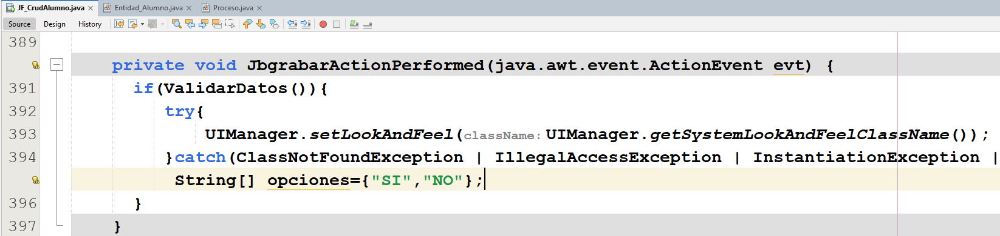 JF_CrudAlumno.java Entidad_Alumno.java Proceso.java
Source Design History
389
private void JbgrabarActionPerformed(java.awt.event.ActionEvent evt) {
391 if(ValidarDatos()){
392 try{
393 UIManager.setLookAndFeel(className: UIManager.getSystemLookAndFeelClassName());
394 }catch(ClassNotFoundException | IllegalAccessException | InstantiationException |
String[] opciones={"SI","NO"};
396 }
397 }